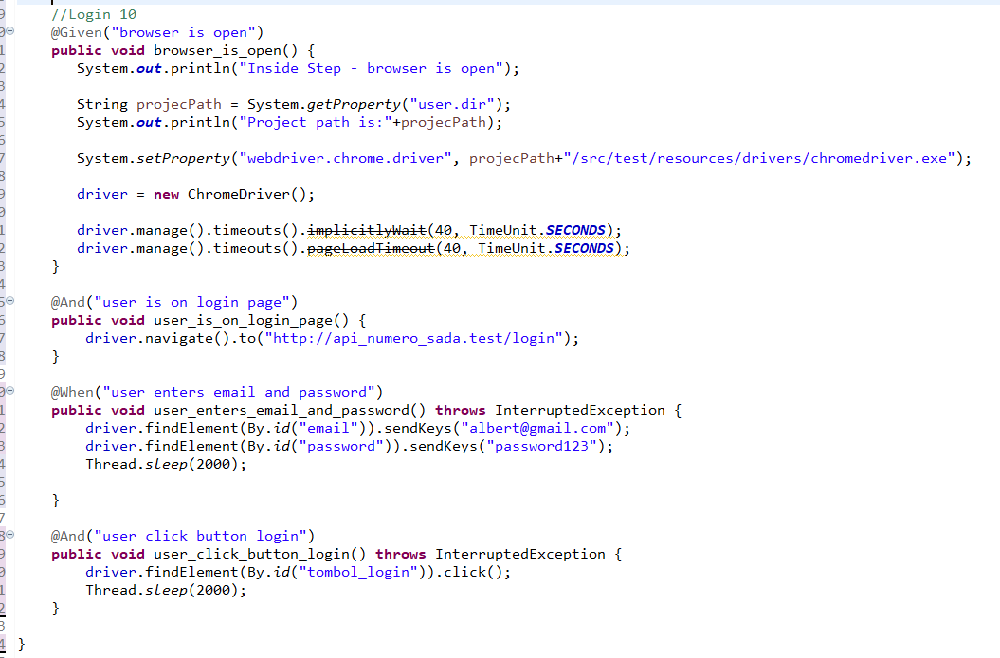 //Login 10
@Given("browser is open")
public void browser_is_open() {
System.out.println("Inside Step - browser is open");
String projecPath = System.getProperty("user.dir");
System.out.println("Project path is:"+projecPath);
System.setProperty("webdriver.chrome.driver", projecPath+"/src/test/resources/drivers/chromedriver.exe");
driver = new ChromeDriver();
driver.manage().timeouts().implicitlyWait(40, TimeUnit.SECONDS);
driver.manage().timeouts().pageLoadTimeout(40, TimeUnit.SECONDS);
}
@And("user is on login page")
public void user_is_on_login_page() {
driver.navigate().to("http://api_numero_sada.test/login");
}
@When("user enters email and password")
public void user_enters_email_and_password() throws InterruptedException {
driver.findElement(By.id("email")).sendKeys("albert@gmail.com");
driver.findElement(By.id("password")).sendKeys("password123");
Thread.sleep(2000);
}
@And("user click button login")
public void user_click_button_login() throws InterruptedException {
driver.findElement(By.id("tombol_login")).click();
Thread.sleep(2000);
}
}